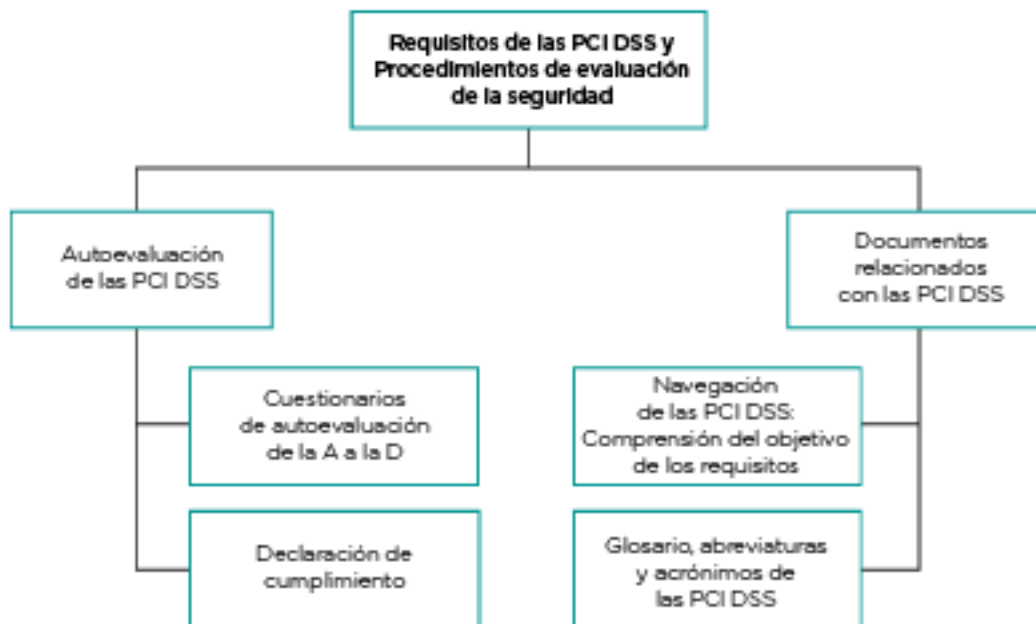 Requisitos de las PCI DSS y
Procedimientos de evaluación
de la seguridad
Autoevaluación
de las PCI DSS
Documentos
relacionados
con las PCI DSS
Cuestionarios
de autoevaluación
de la A a la D
Navegación
de las PCI DSS:
Comprensión del objetivo
de los requisitos
Declaración de
cumplimiento
Glosario, abreviaturas
y acrónimos de
las PCI DSS